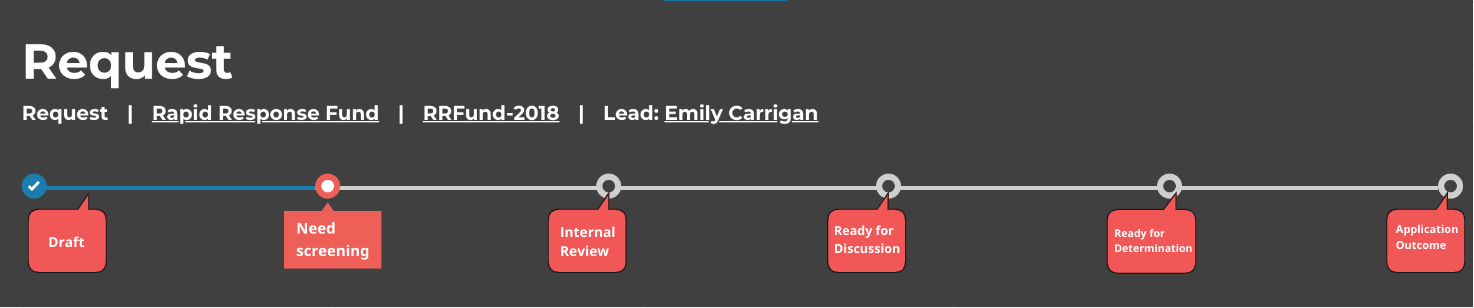 Request
Request | Rapid Response Fund | RRFund-2018 | Lead: Emily Carrigan
Draft
Need
screening
Internal
Review
Ready for
Discussion
Ready for
Determination
Application
Outcome